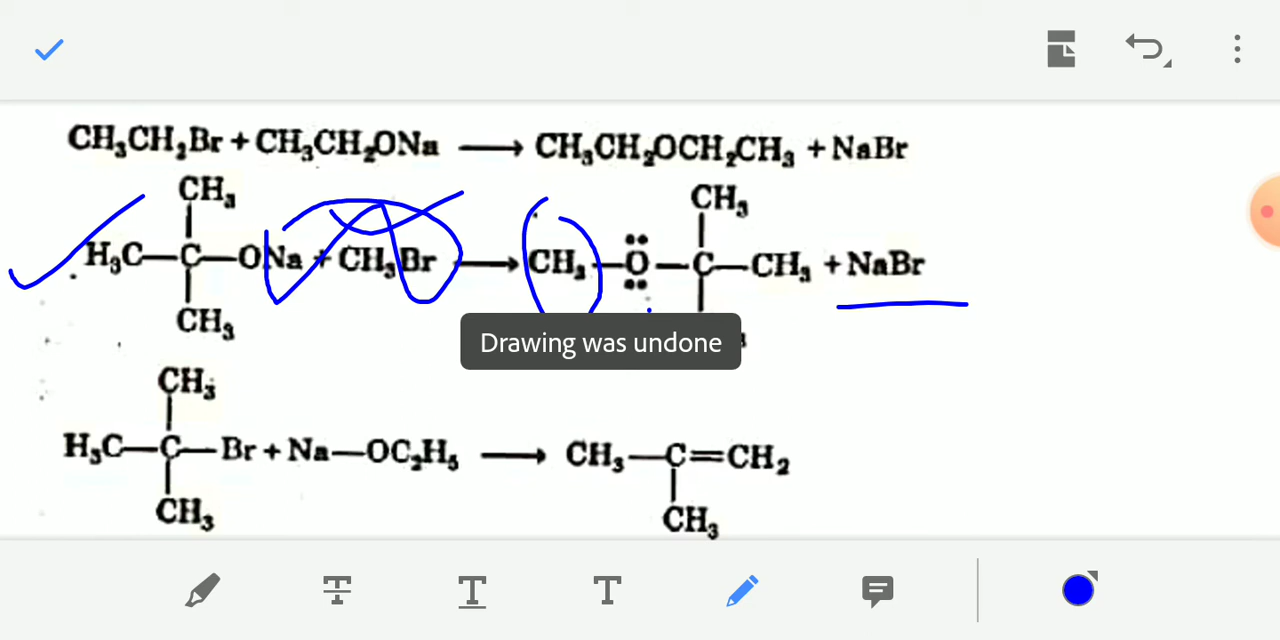 CH₃CH₂Br + CH₃CH₂ONa ⟶ CH₃CH₂OCH₂CH₃ + NaBr
CH₃ CH₃
H₃C—C—ONa + CH₃Br ⟶ CH₃—O—C—CH₃ + NaBr
CH₃
Drawing was undone
CH₃
H₃C—C—Br + Na—OC₂H₅ ⟶ CH₃—C=CH₂
CH₃ CH₃
T T T